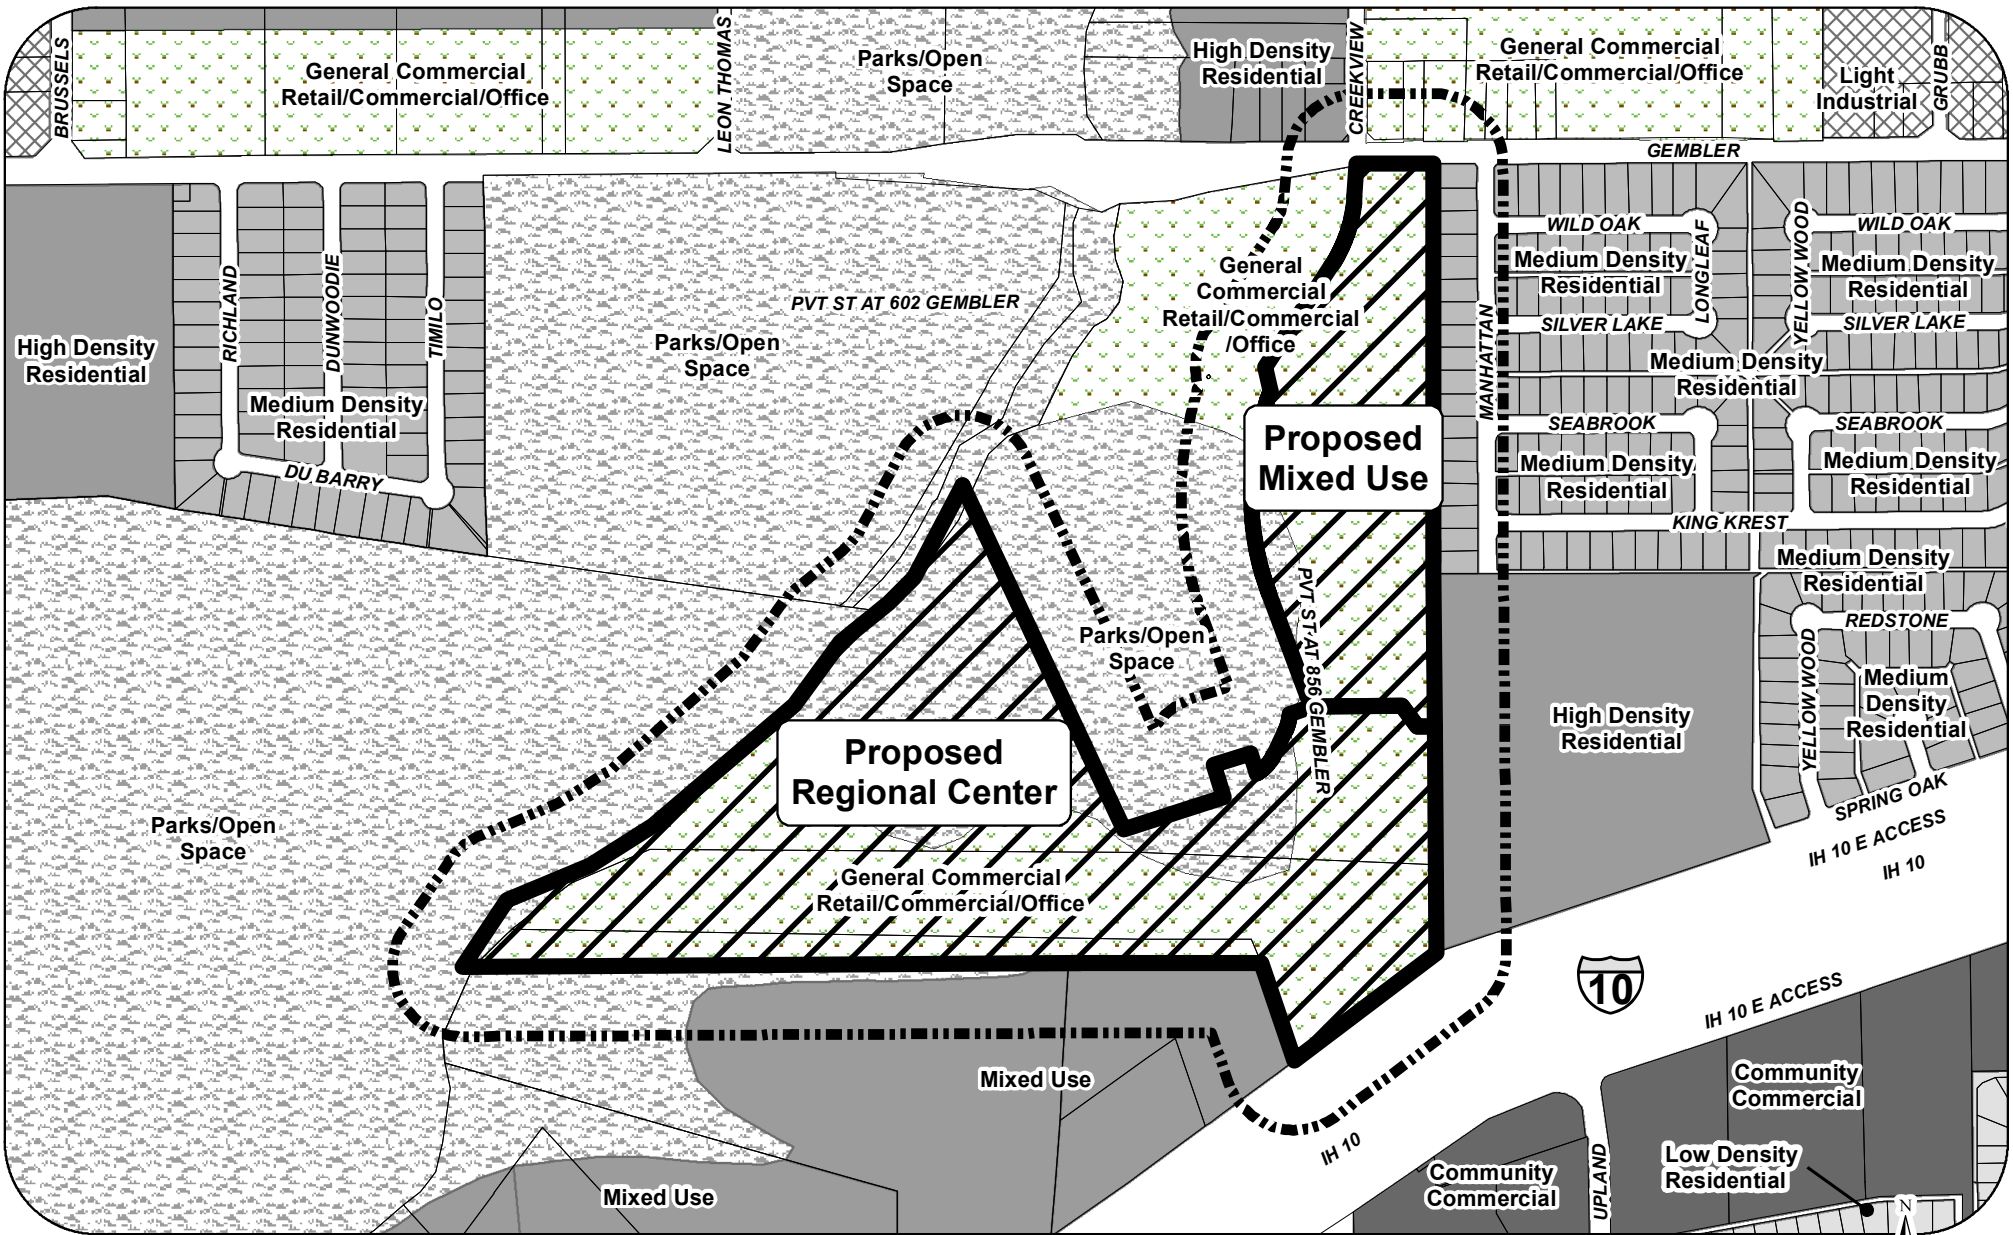 BRUSSELS
General Commercial
Retail/Commercial/Office
LEON THOMAS
Parks/Open
Space
High Density
Residential
CREEKVIEW
General Commercial
Retail/Commercial/Office
Light
Industrial
GRUBB
GEMBLER
High Density
Residential
RICHLAND
DUNWOODIE
TIMILO
Medium Density
Residential
DU BARRY
Parks/Open
Space
PVT ST AT 602 GEMBLER
General
Commercial
Retail/Commercial
/Office
MANHATTAN
WILD OAK
Medium Density
Residential
LONGLEAF
YELLOW WOOD
WILD OAK
Medium Density
Residential
SILVER LAKE
SILVER LAKE
Medium Density
Residential
SEABROOK
SEABROOK
Medium Density
Residential
Medium Density
Residential
KING KREST
Medium Density
Residential
Proposed
Mixed Use
PVT ST AT 856 GEMBLER
Parks/Open
Space
REDSTONE
YELLOW WOOD
Medium
Density
Residential
High Density
Residential
SPRING OAK
IH 10 E ACCESS
IH 10
Proposed
Regional Center
Parks/Open
Space
General Commercial
Retail/Commercial/Office
10
IH 10 E ACCESS
Mixed Use
Mixed Use
IH 10
Community
Commercial
Community
Commercial
UPLAND
Low Density
Residential
N